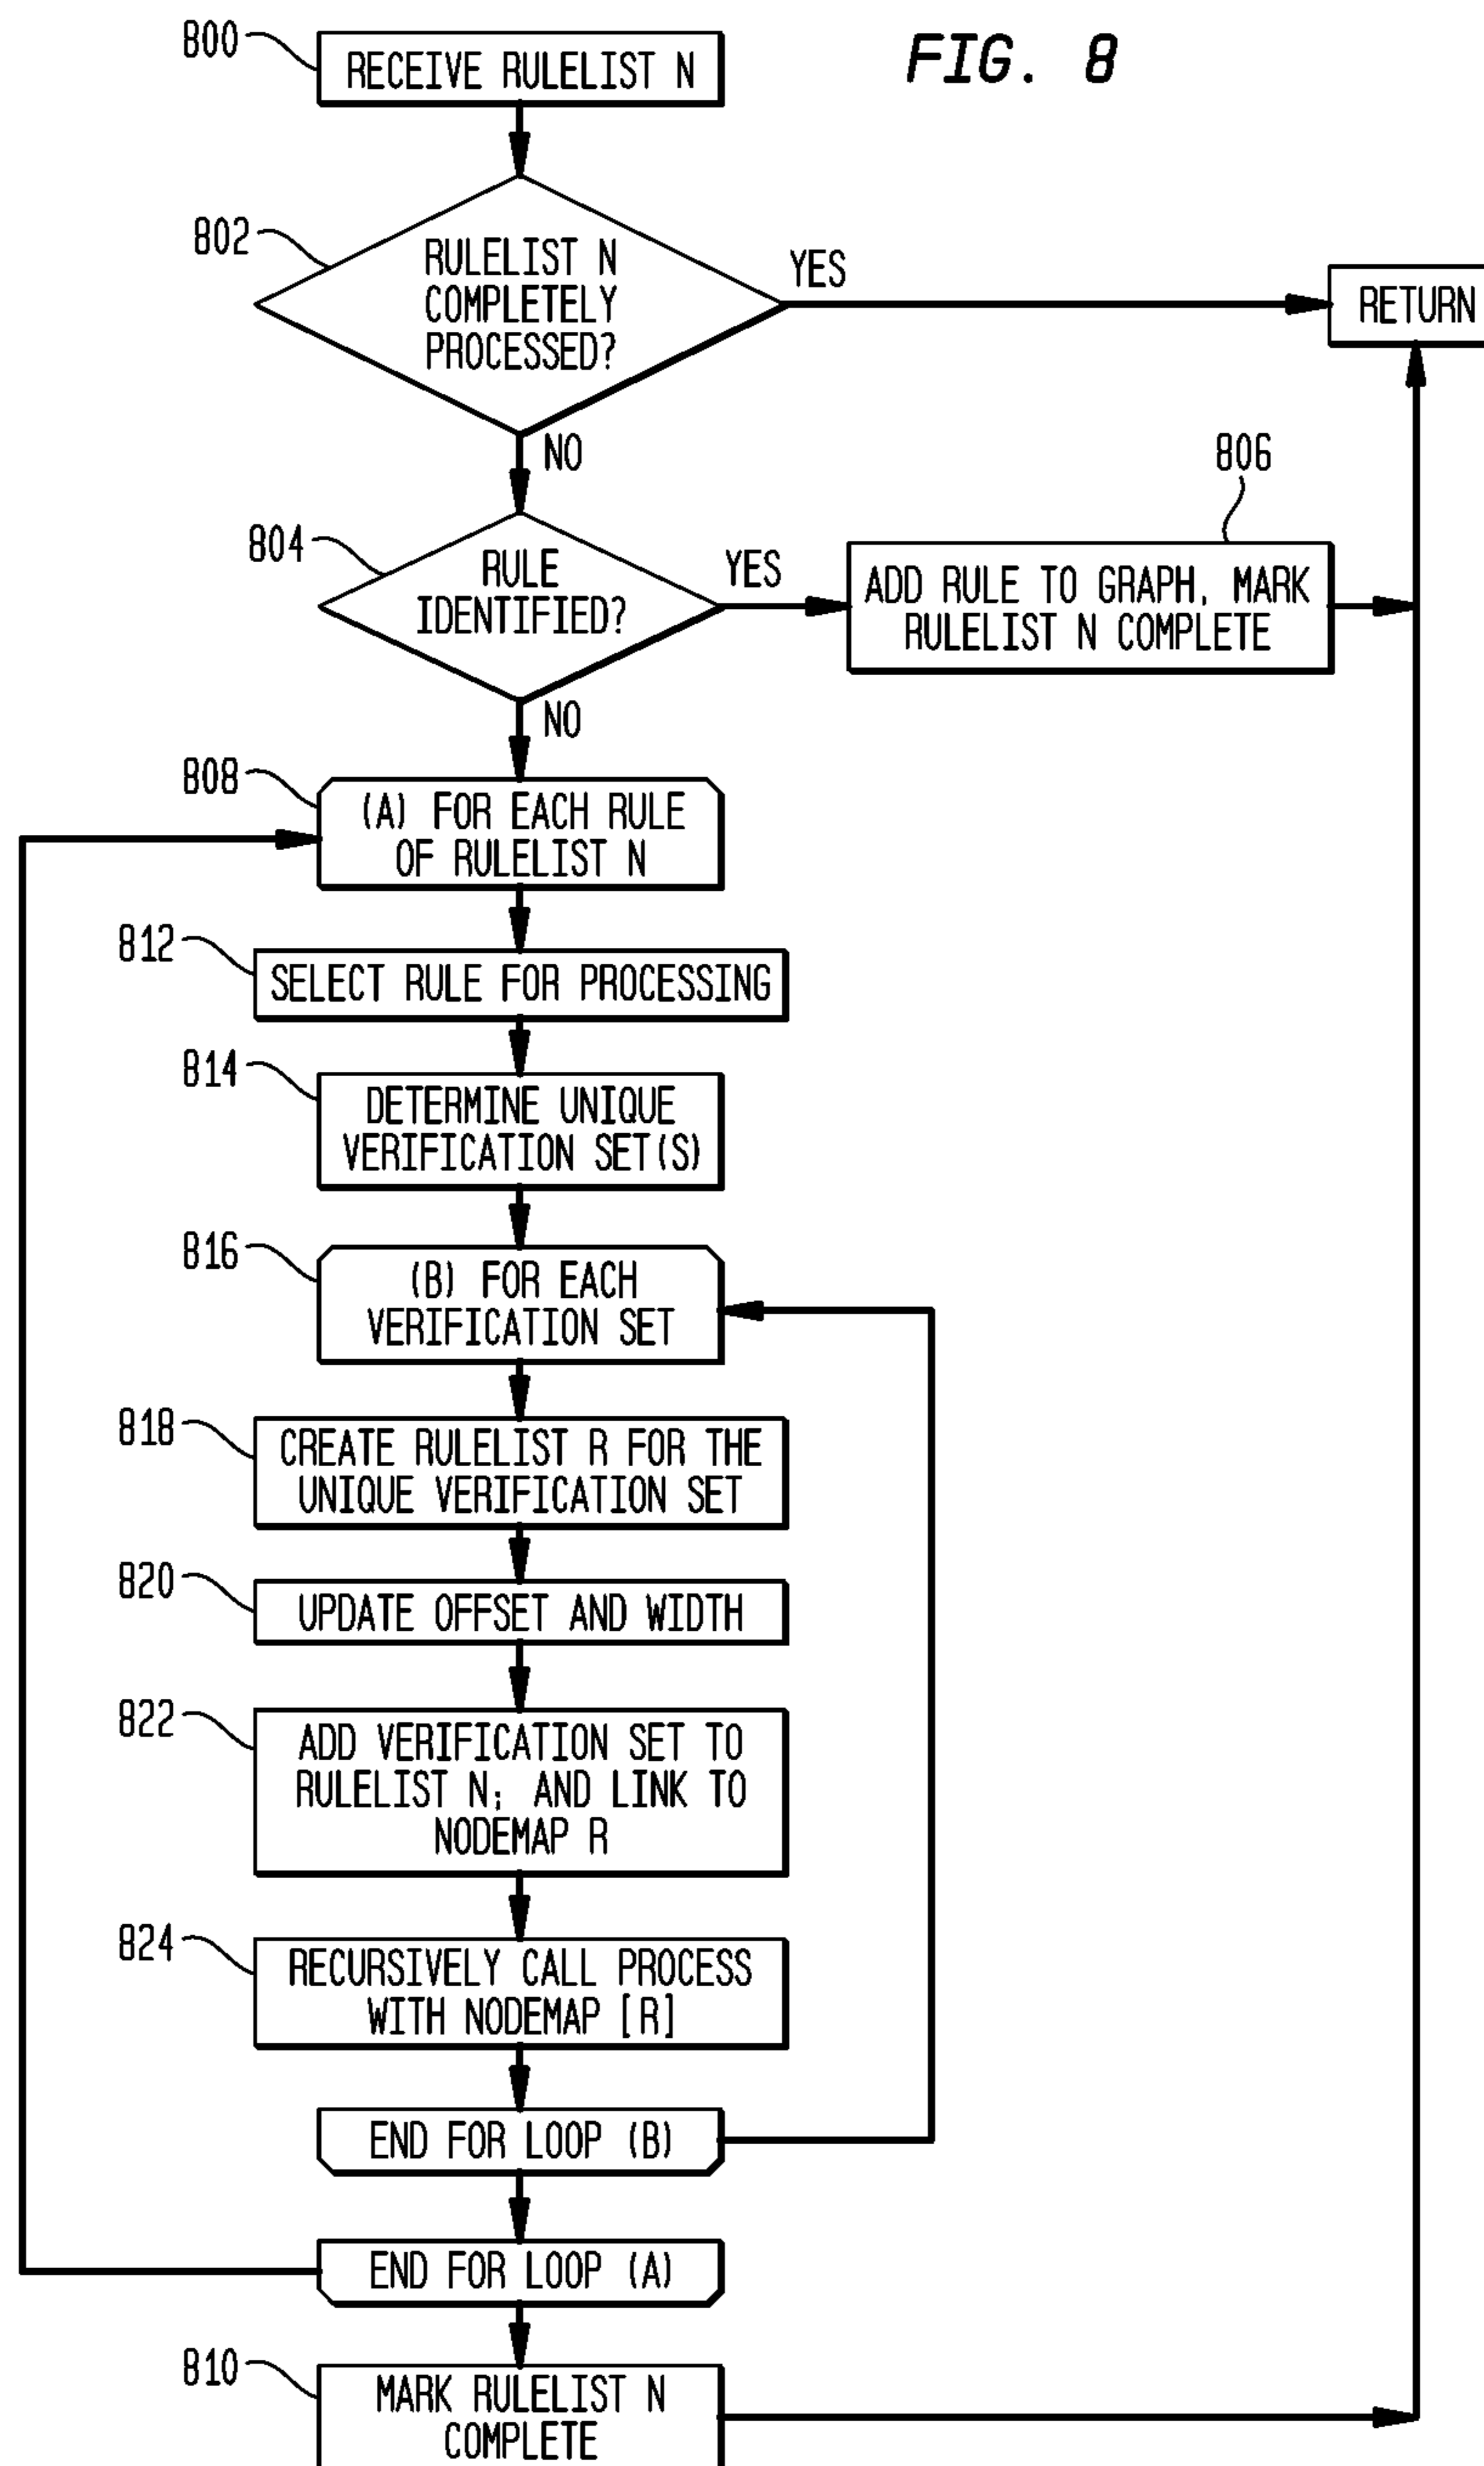 800
RECEIVE RULELIST N
FIG. 8
802
RULELIST N
COMPLETELY
PROCESSED?
YES
RETURN
NO
804
RULE
IDENTIFIED?
YES
806
ADD RULE TO GRAPH, MARK
RULELIST N COMPLETE
NO
808
(A) FOR EACH RULE
OF RULELIST N
812
SELECT RULE FOR PROCESSING
814
DETERMINE UNIQUE
VERIFICATION SET(S)
816
(B) FOR EACH
VERIFICATION SET
818
CREATE RULELIST R FOR THE
UNIQUE VERIFICATION SET
820
UPDATE OFFSET AND WIDTH
822
ADD VERIFICATION SET TO
RULELIST N; AND LINK TO
NODEMAP R
824
RECURSIVELY CALL PROCESS
WITH NODEMAP [R]
END FOR LOOP (B)
END FOR LOOP (A)
810
MARK RULELIST N
COMPLETE